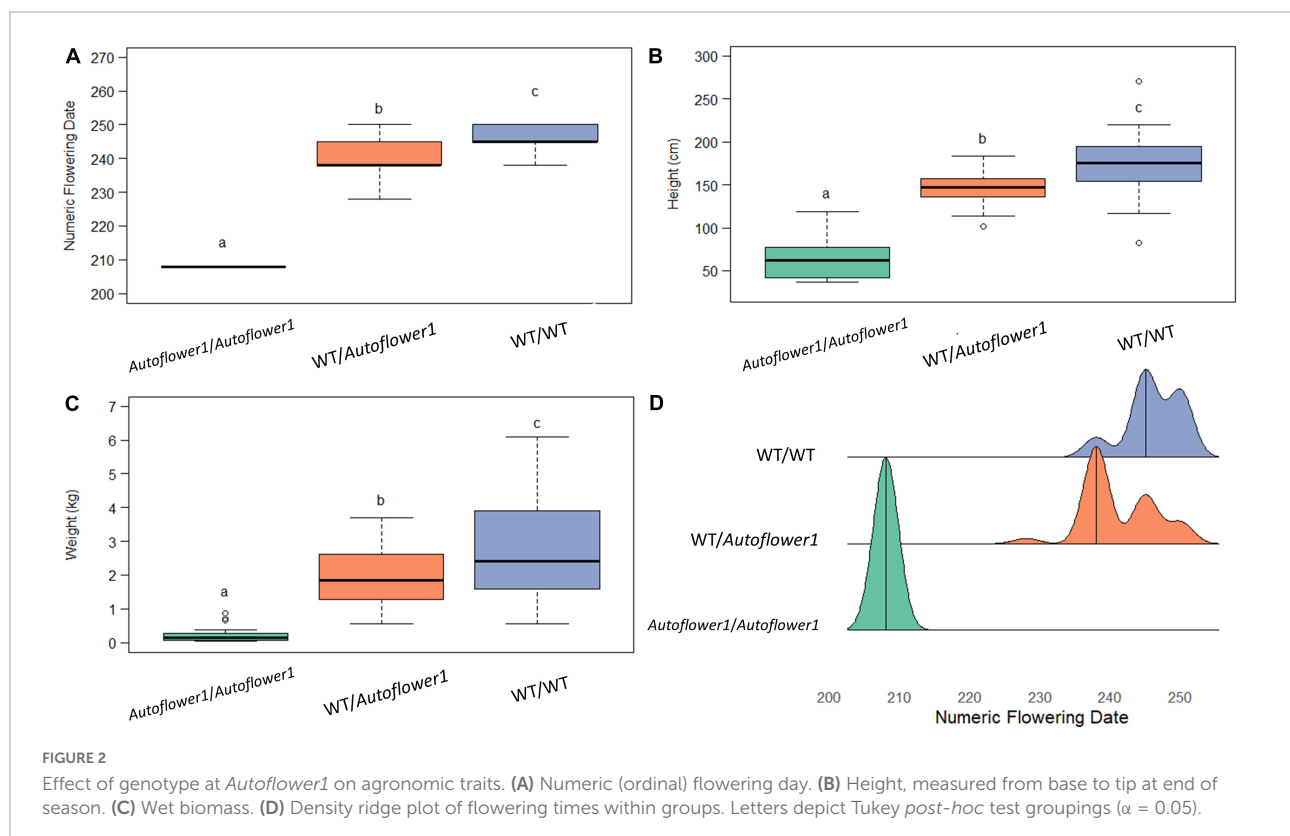 A
270
260
250
240
230
220
210
200
Numeric Flowering Date
a
b
c
Autoflower1/Autoflower1
WT/Autoflower1
WT/WT
B
300
250
200
150
100
50
Height (cm)
a
b
c
Autoflower1/Autoflower1
WT/Autoflower1
WT/WT
C
7
6
5
4
3
2
1
0
Weight (kg)
a
b
c
Autoflower1/Autoflower1
WT/Autoflower1
WT/WT
D
WT/WT
WT/Autoflower1
Autoflower1/Autoflower1
200 210 220 230 240 250
Numeric Flowering Date
FIGURE 2
Effect of genotype at Autoflower1 on agronomic traits. (A) Numeric (ordinal) flowering day. (B) Height, measured from base to tip at end of
season. (C) Wet biomass. (D) Density ridge plot of flowering times within groups. Letters depict Tukey post-hoc test groupings (α = 0.05).